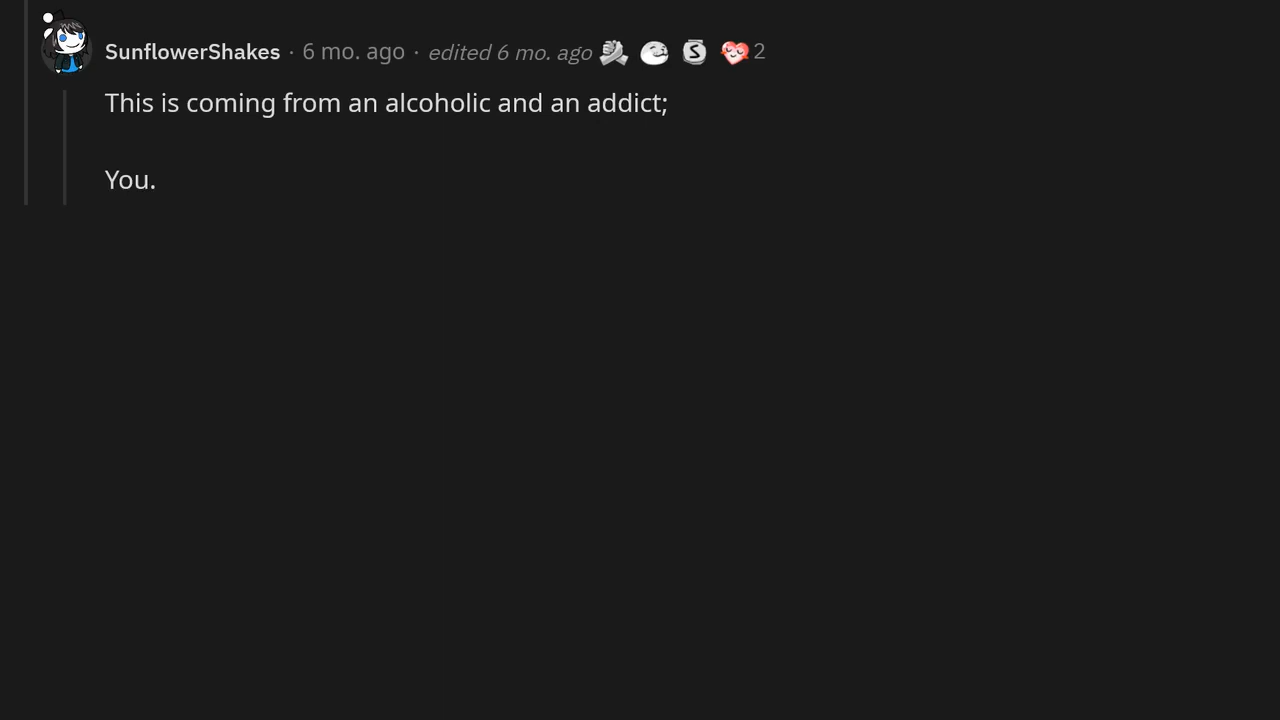 SunflowerShakes · 6 mo. ago · edited 6 mo. ago 2
This is coming from an alcoholic and an addict;
You.